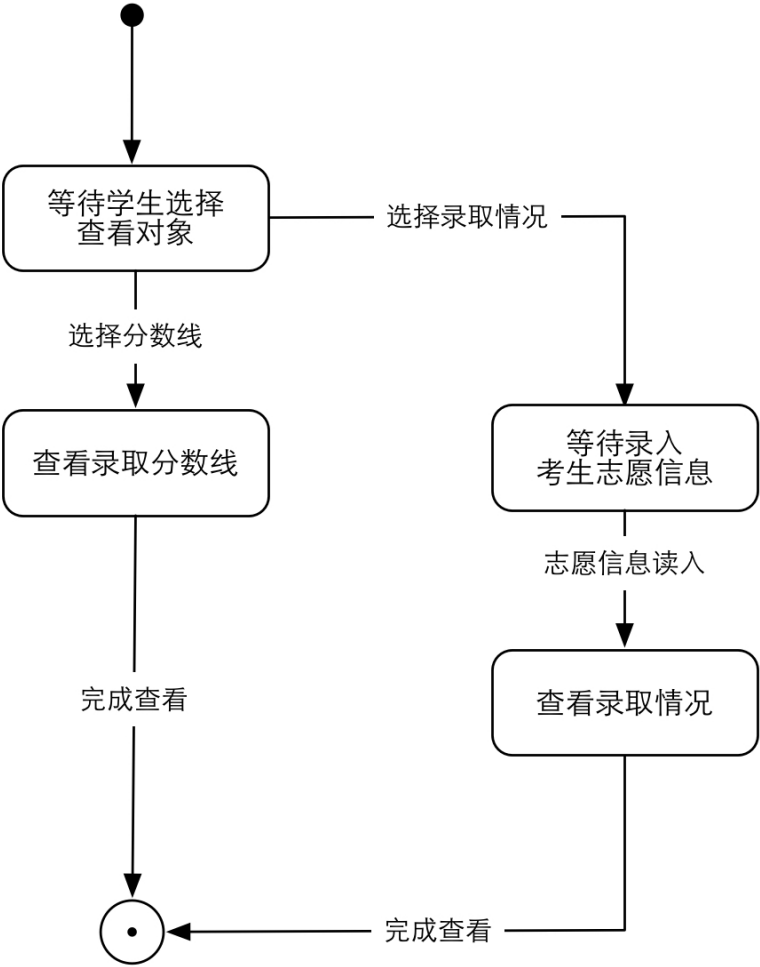 等待学生选择
查看对象
选择录取情况
选择分数线
查看录取分数线
等待录入
考生志愿信息
志愿信息读入
完成查看
查看录取情况
完成查看